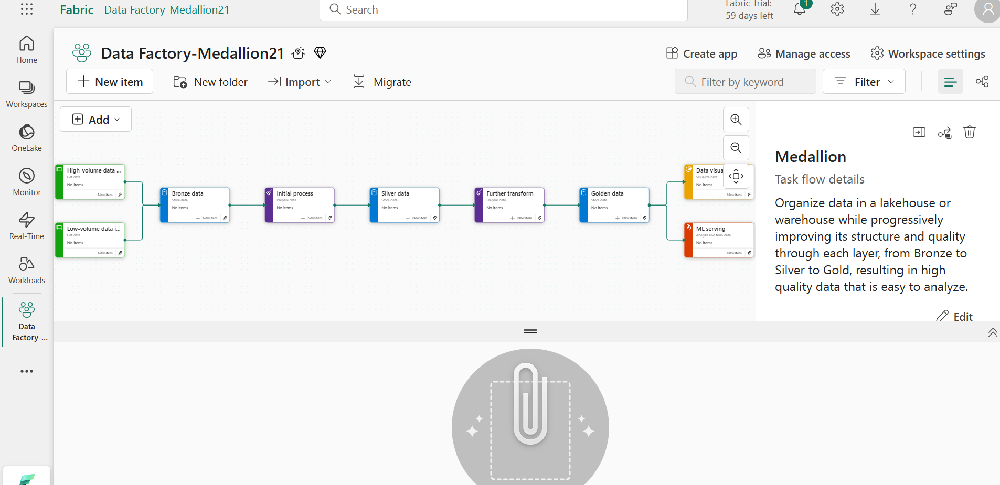 Fabric Data Factory-Medallion21
Search
Fabric Trial:
59 days left
1
Home
Workspaces
OneLake
Monitor
Real-Time
Workloads
Data
Factory-...
Data Factory-Medallion21
Create app
Manage access
Workspace settings
New item
New folder
Import
Migrate
Filter by keyword
Filter
Add
High-volume data ...
Get data
No items
New item
Low-volume data i...
Get data
No items
New item
Bronze data
Store data
No items
New item
Initial process
Prepare data
No items
New item
Silver data
Store data
No items
New item
Further transform
Prepare data
No items
New item
Golden data
Store data
No items
New item
Data visua
Visualize data
No items
New item
ML serving
Analyze and train data
No items
New item
Medallion
Task flow details
Organize data in a lakehouse or
warehouse while progressively
improving its structure and quality
through each layer, from Bronze to
Silver to Gold, resulting in high-
quality data that is easy to analyze.
Edit